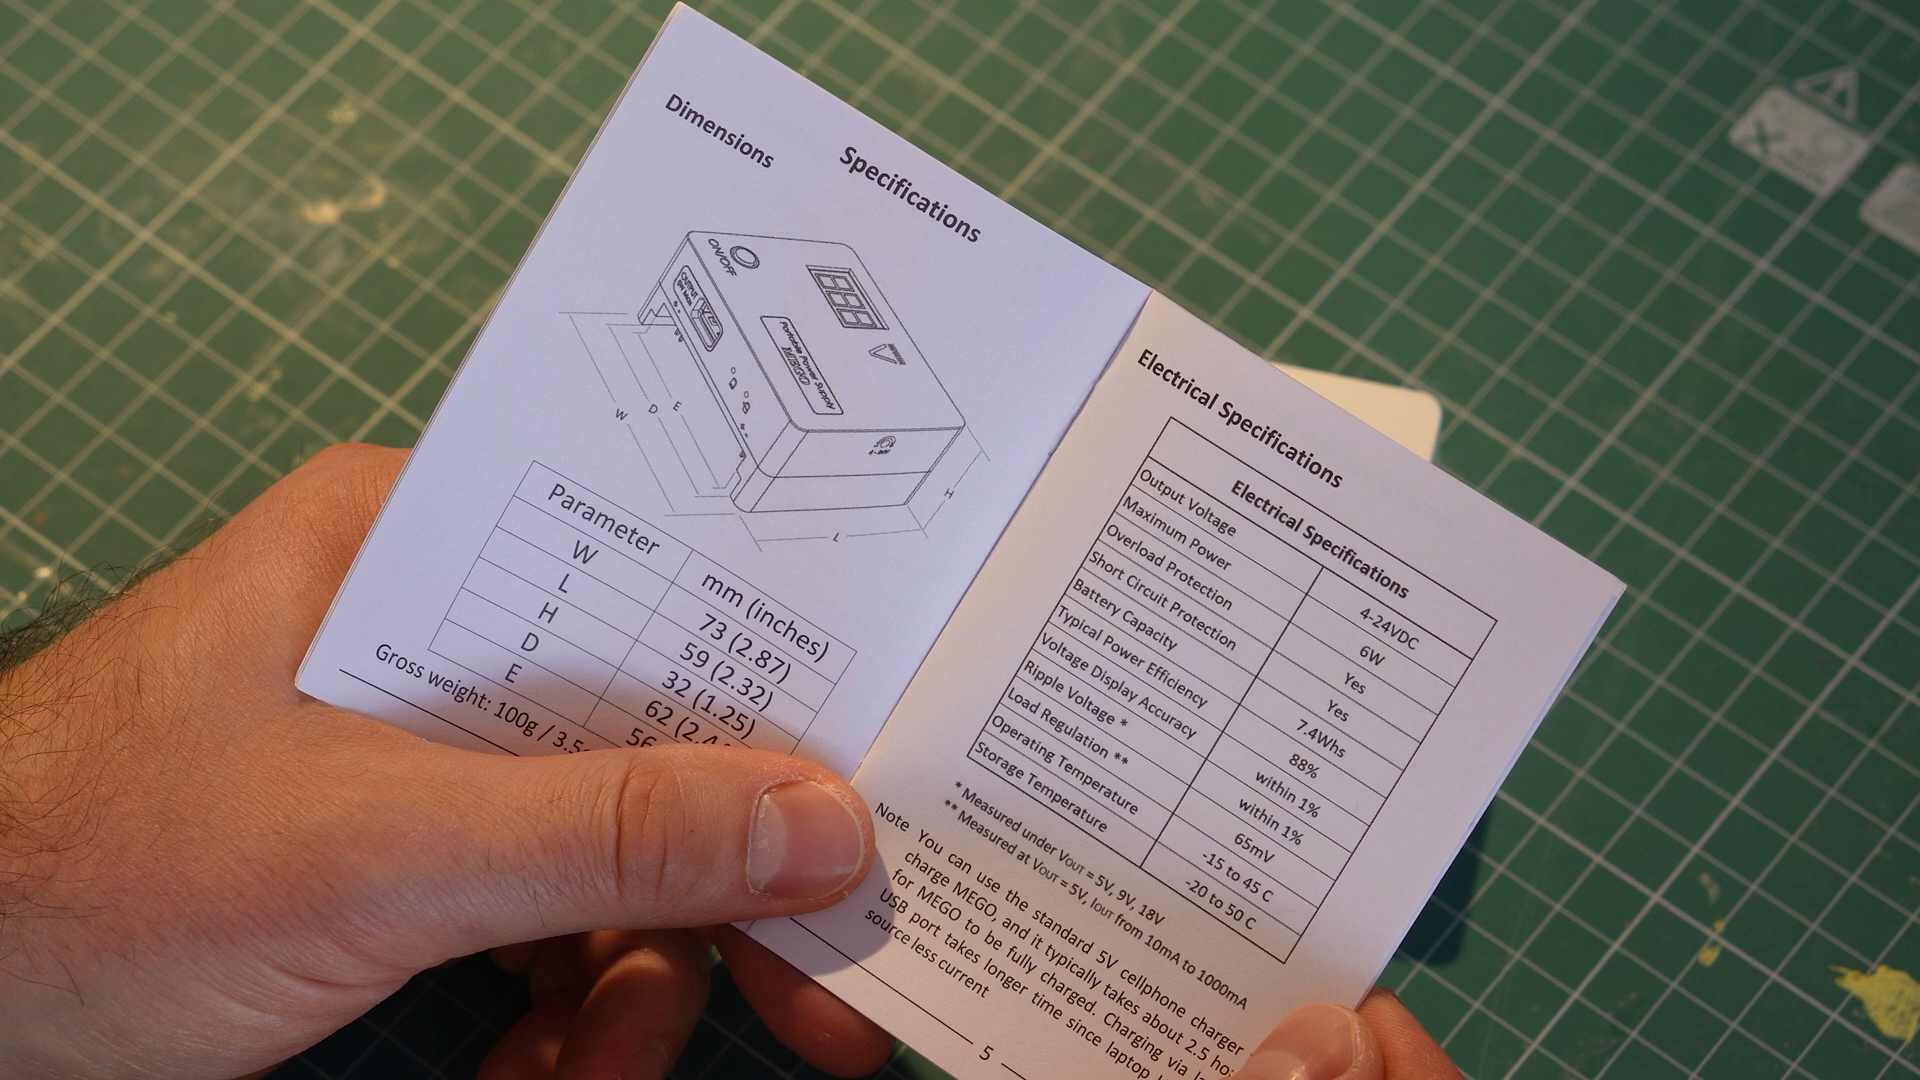 Dimensions
Specifications
ON/OFF
OUTPUT
Portable Power Supply
MEGO
W
D
E
H
L
Parameter mm (inches)
W 73 (2.87)
L 59 (2.32)
H 32 (1.25)
D 62
E 56
Gross weight: 100g /
Electrical Specifications
Electrical Specifications
Output Voltage 4-24VDC
Maximum Power 6W
Overload Protection Yes
Short Circuit Protection Yes
Battery Capacity 7.4Whs
Typical Power Efficiency 88%
Voltage Display Accuracy within 1%
Ripple Voltage * within 1%
Load Regulation ** 65mV
Operating Temperature -15 to 45 C
Storage Temperature -20 to 50 C
* Measured under VOUT = 5V, 9V, 18V
** Measured at VOUT = 5V, IOUT from 10mA to 1000mA
Note You can use the standard 5V cellphone charger
charge MEGO, and it typically takes about 2.5
for MEGO to be fully charged. Charging via
USB port takes longer time since laptop
source less current
5